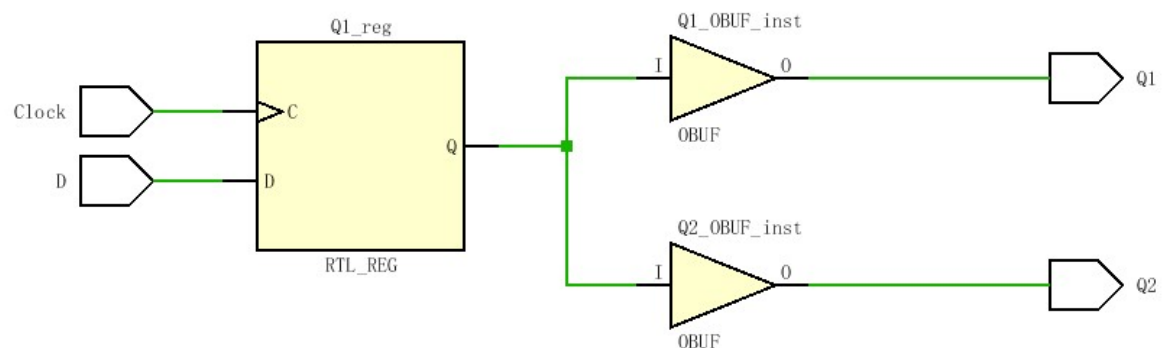 Q1_reg
Clock
C
D
D
Q
RTL_REG
Q1_OBUF_inst
I
O
OBUF
Q1
Q2_OBUF_inst
I
O
OBUF
Q2